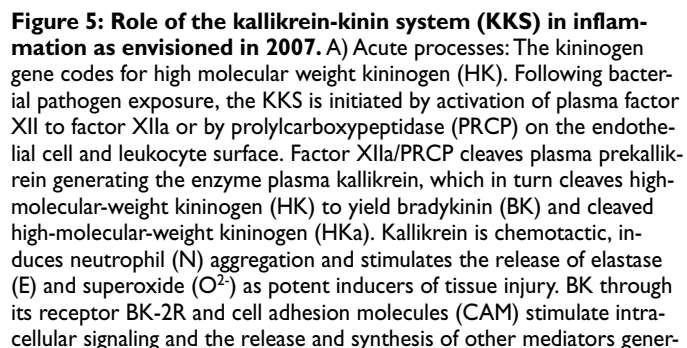 Figure 5: Role of the kallikrein-kinin system (KKS) in inflam-
mation as envisioned in 2007. A) Acute processes: The kininogen
gene codes for high molecular weight kininogen (HK). Following bacter-
ial pathogen exposure, the KKS is initiated by activation of plasma factor
XII to factor XIIa or by prolylcarboxypeptidase (PRCP) on the endothe-
lial cell and leukocyte surface. Factor XIIa/PRCP cleaves plasma prekallik-
rein generating the enzyme plasma kallikrein, which in turn cleaves high-
molecular-weight kininogen (HK) to yield bradykinin (BK) and cleaved
high-molecular-weight kininogen (HKa). Kallikrein is chemotactic, in-
duces neutrophil (N) aggregation and stimulates the release of elastase
(E) and superoxide (O²⁻) as potent inducers of tissue injury. BK through
its receptor BK-2R and cell adhesion molecules (CAM) stimulate intra-
cellular signaling and the release and synthesis of other mediators gener-